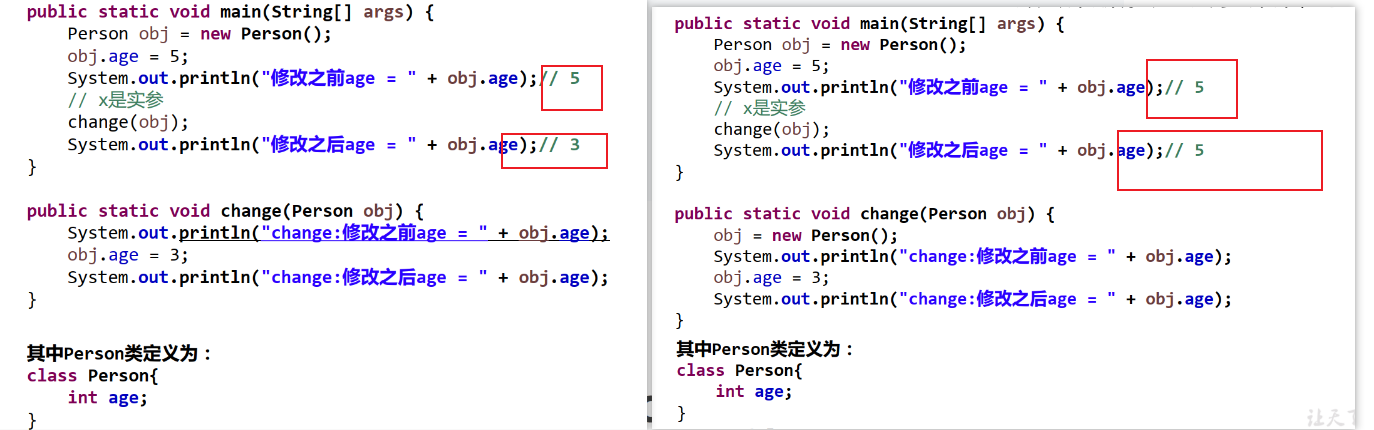 public static void main(String[] args) {
    Person obj = new Person();
    obj.age = 5;
    System.out.println("修改之前age = " + obj.age);// 5
    // x是实参
    change(obj);
    System.out.println("修改之后age = " + obj.age);// 3
}
public static void change(Person obj) {
    System.out.println("change:修改之前age = " + obj.age);
    obj.age = 3;
    System.out.println("change:修改之后age = " + obj.age);
}
其中Person类定义为：
class Person{
    int age;
}
public static void main(String[] args) {
    Person obj = new Person();
    obj.age = 5;
    System.out.println("修改之前age = " + obj.age);// 5
    // x是实参
    change(obj);
    System.out.println("修改之后age = " + obj.age);// 5
}
public static void change(Person obj) {
    obj = new Person();
    System.out.println("change:修改之前age = " + obj.age);
    obj.age = 3;
    System.out.println("change:修改之后age = " + obj.age);
}
其中Person类定义为：
class Person{
    int age;
}
让天